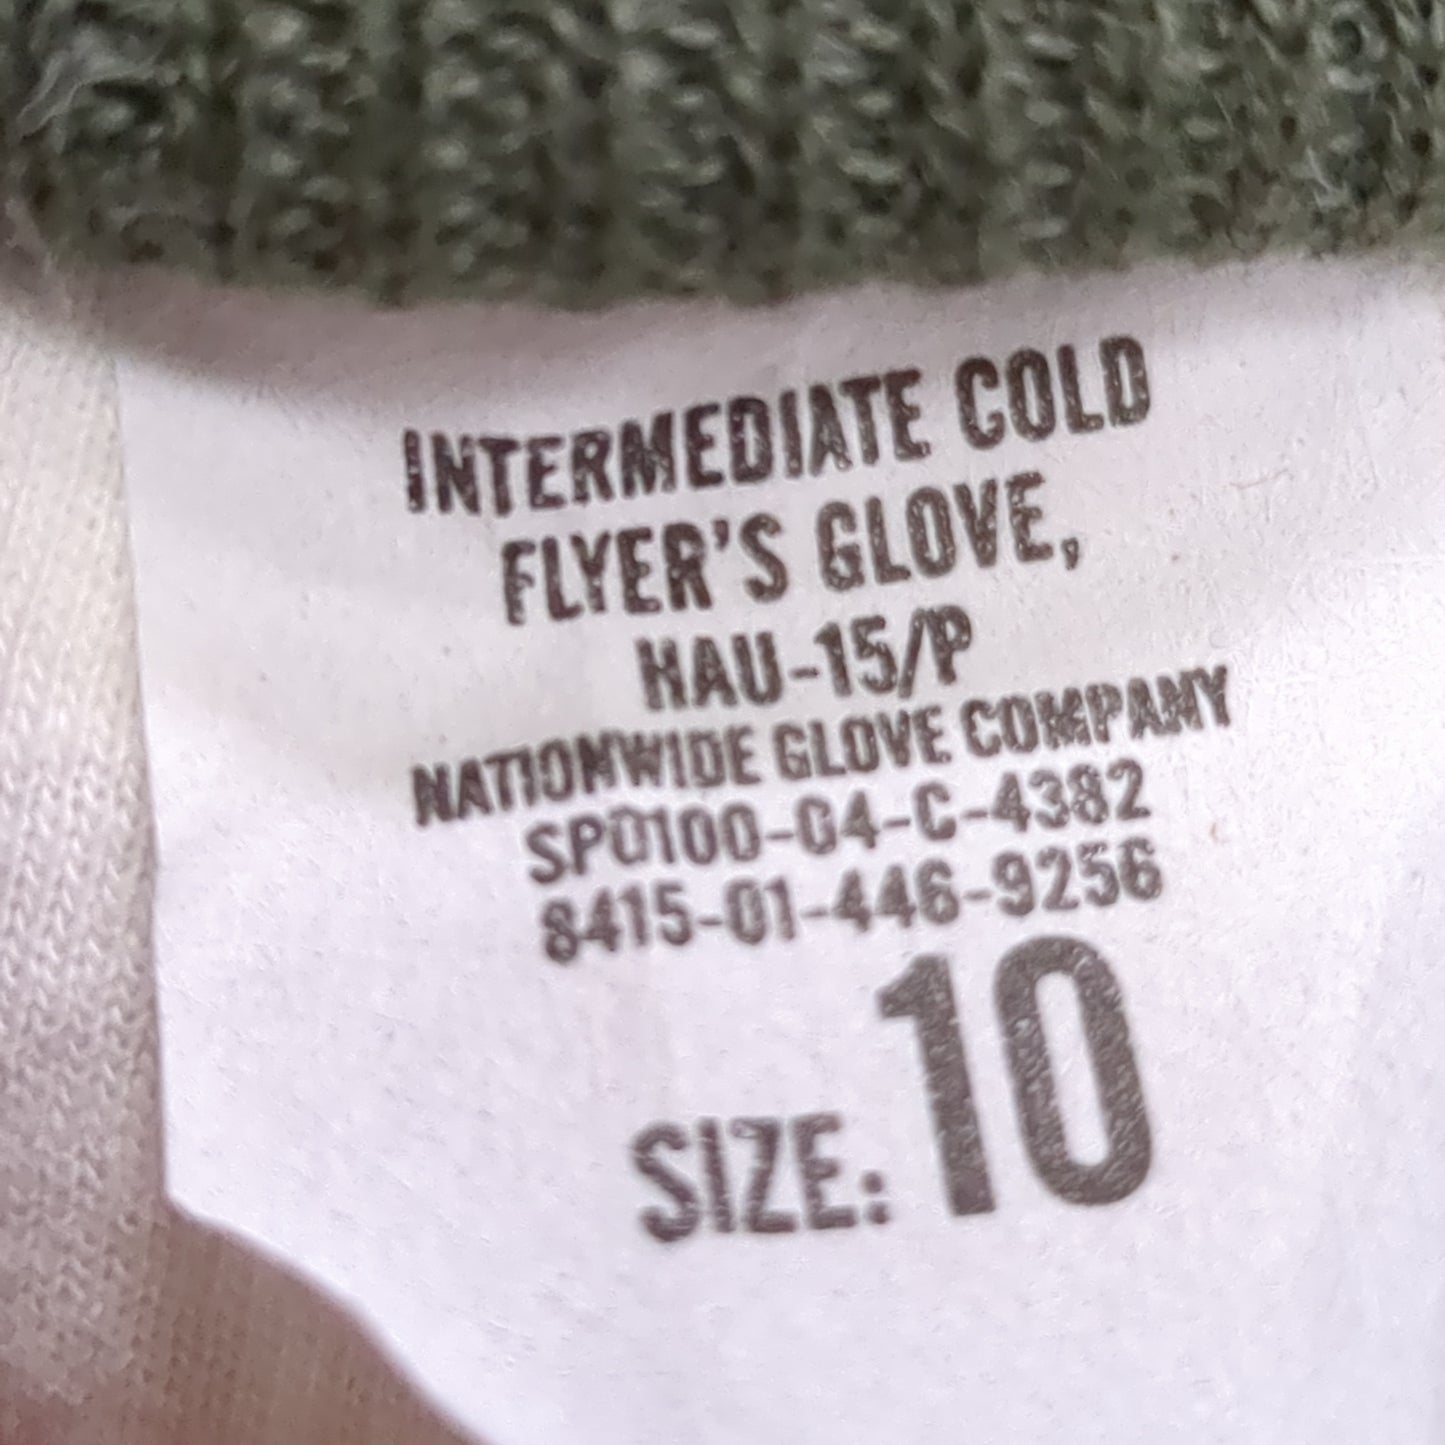 INTERMEDIATE COLD
FLYER'S GLOVE,
HAU-15/P
NATIONWIDE GLOVE COMPANY
SP0100-04-C-4382
8415-01-446-9256
SIZE: 10